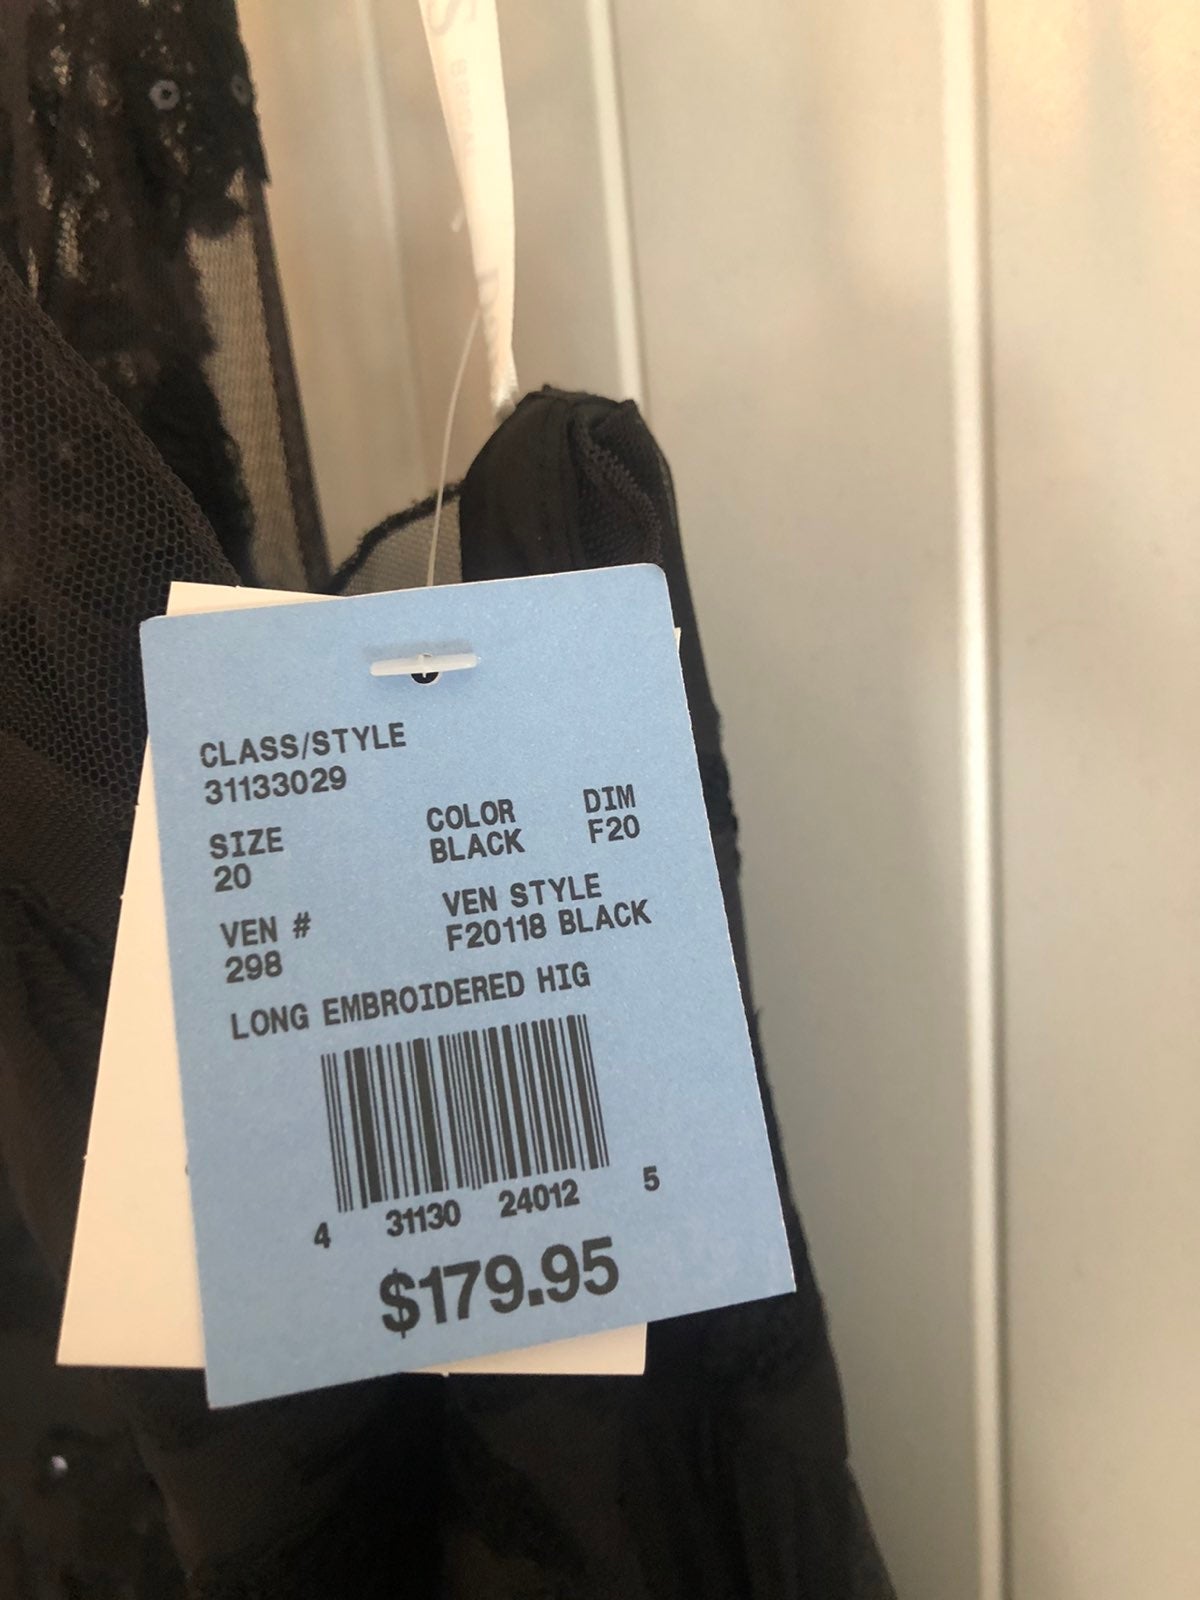 CLASS/STYLE
31133029
SIZE COLOR DIM
20 BLACK F20
VEN # VEN STYLE
298 F20118 BLACK
LONG EMBROIDERED HIG
4 31130 24012 5
$179.95